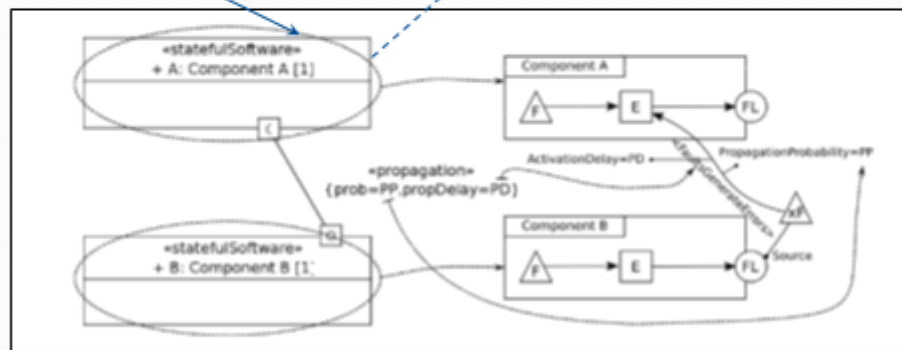 «statefulSoftware»
+ A: Component A [1]
Component A
F
E
FL
«propagation»
{prob=PP,propDelay=PD}
ActivationDelay=PD
PropagationProbability=PP
«FaultsGenerateErrors»
xF
«statefulSoftware»
+ B: Component B [1]
Component B
F
E
FL
Source